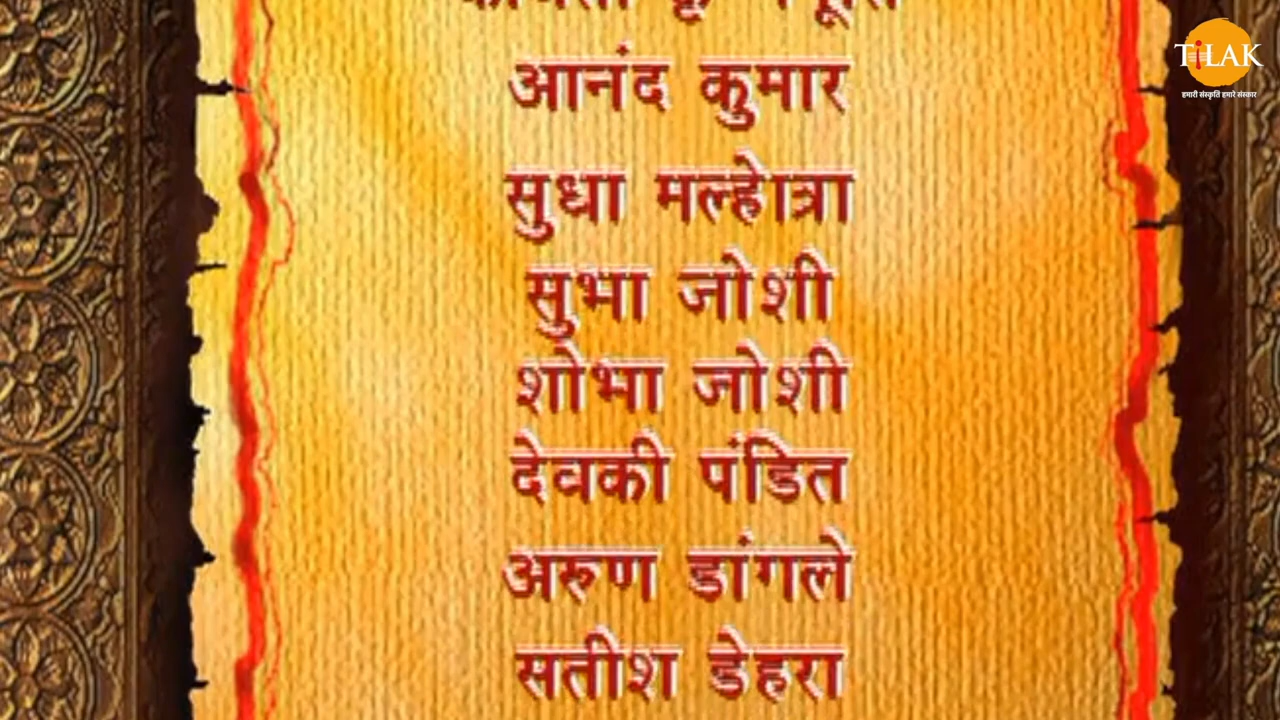 TiLAK
हमारी संस्कृति हमारे संस्कार
आनंद कुमार
सुधा मल्होत्रा
सुभा जोशी
शोभा जोशी
देवकी पंडित
अरूण डांगले
सतीश डेहरा